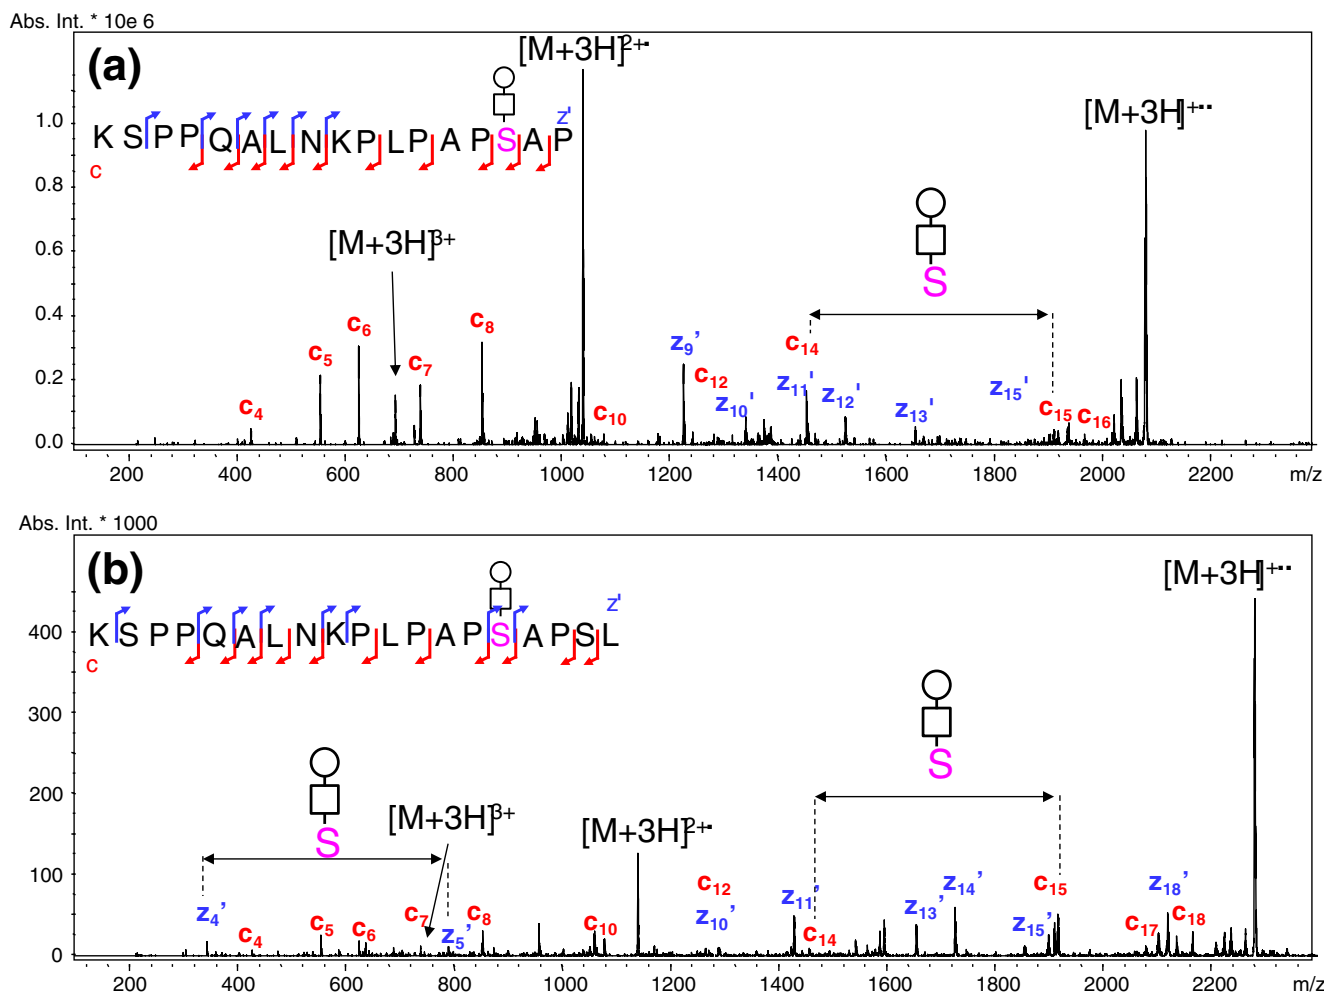 Abs. Int. * 10e 6
(a)
[M+3H]2+•
[M+3H]+••
z'
K S P P Q A L N K P L P A P S A P
c
[M+3H]3+
S
c4
c5
c6
c7
c8
c10
z9'
c12
z10'
c14
z11'
z12'
z13'
z15'
c15
c16
1.0
0.8
0.6
0.4
0.2
0.0
200 400 600 800 1000 1200 1400 1600 1800 2000 2200 m/z
Abs. Int. * 1000
(b)
[M+3H]+••
z'
K S P P Q A L N K P L P A P S A P S L
c
S
S
[M+3H]3+
[M+3H]2+•
z4'
c4
c5
c6
c7
z5'
c8
c10
c12
z10'
z11'
c14
z13'
z14'
z15'
c15
c17
z18'
c18
400
300
200
100
0
200 400 600 800 1000 1200 1400 1600 1800 2000 2200 m/z